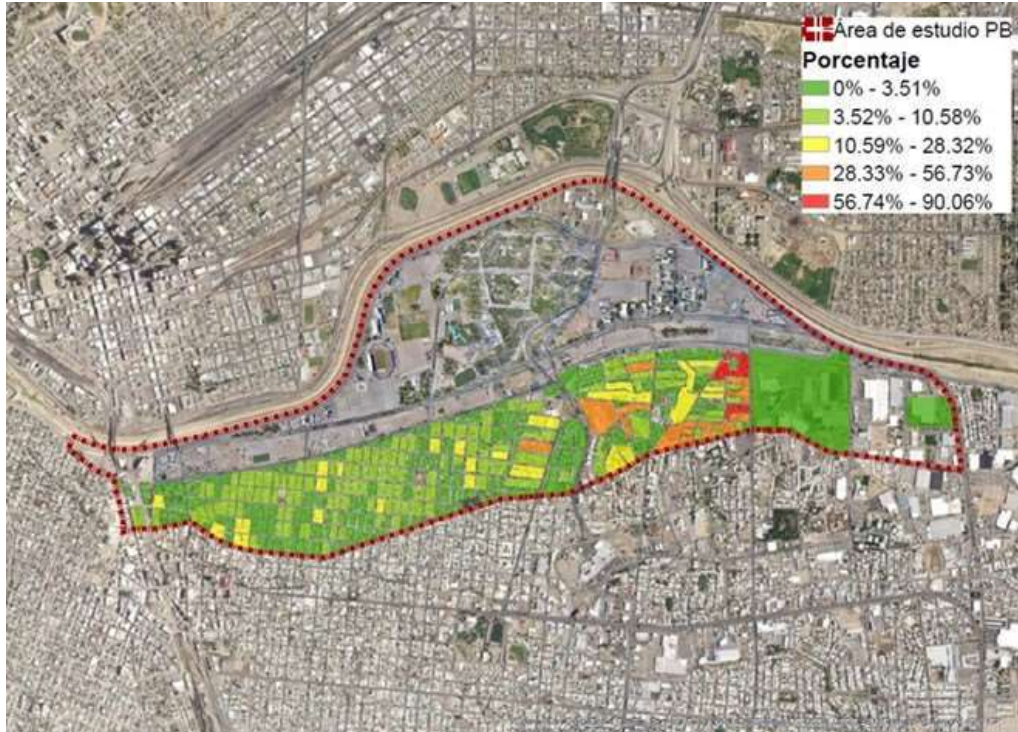 Área de estudio PB
Porcentaje
0% - 3.51%
3.52% - 10.58%
10.59% - 28.32%
28.33% - 56.73%
56.74% - 90.06%